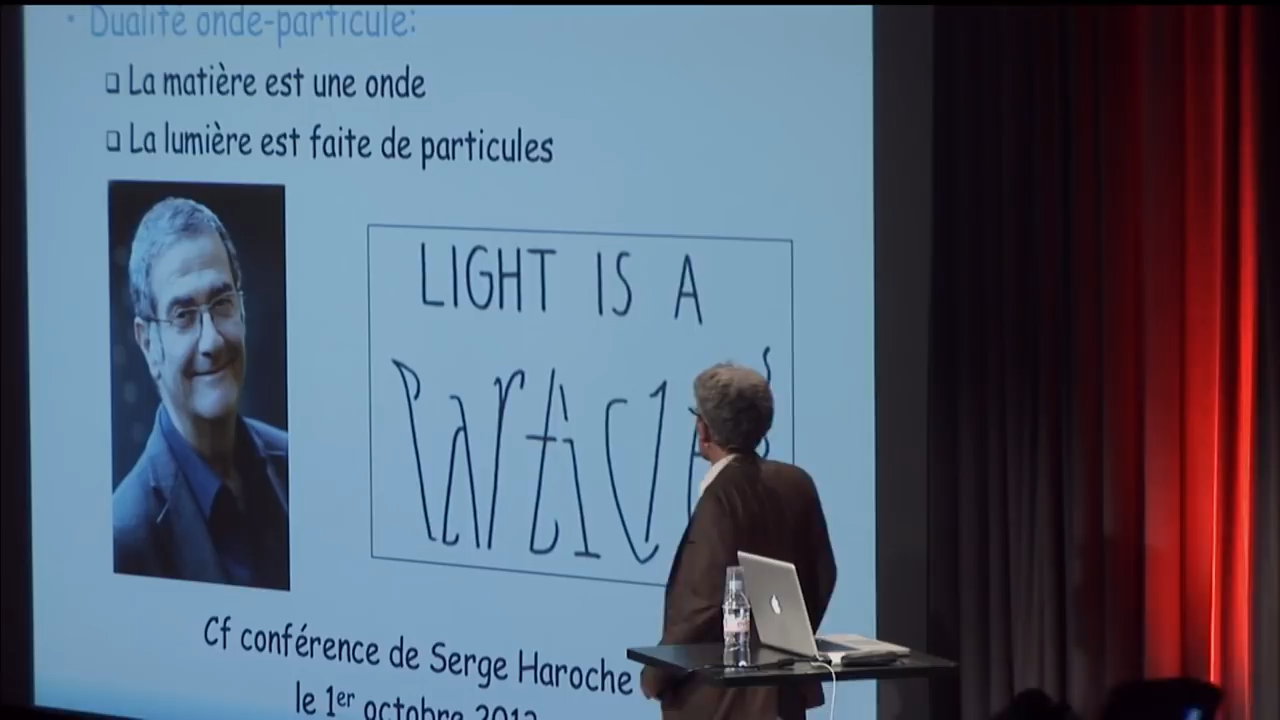 Dualité onde-particule:
La matière est une onde
La lumière est faite de particules
LIGHT IS A
Cf conférence de Serge Haroche
le 1er octobre